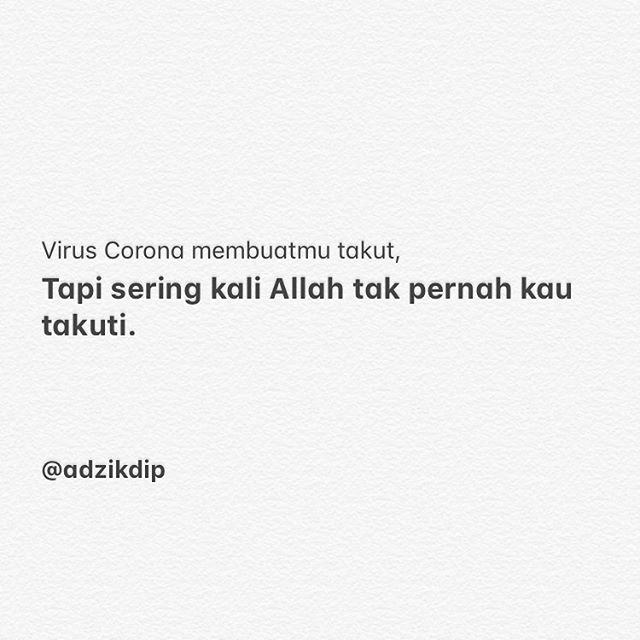 Virus Corona membuatmu takut,
Tapi sering kali Allah tak pernah kau
takuti.
@adzikdip